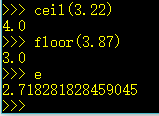 >>> ceil(3.22)
4.0
>>> floor(3.87)
3.0
>>> e
2.718281828459045
>>>